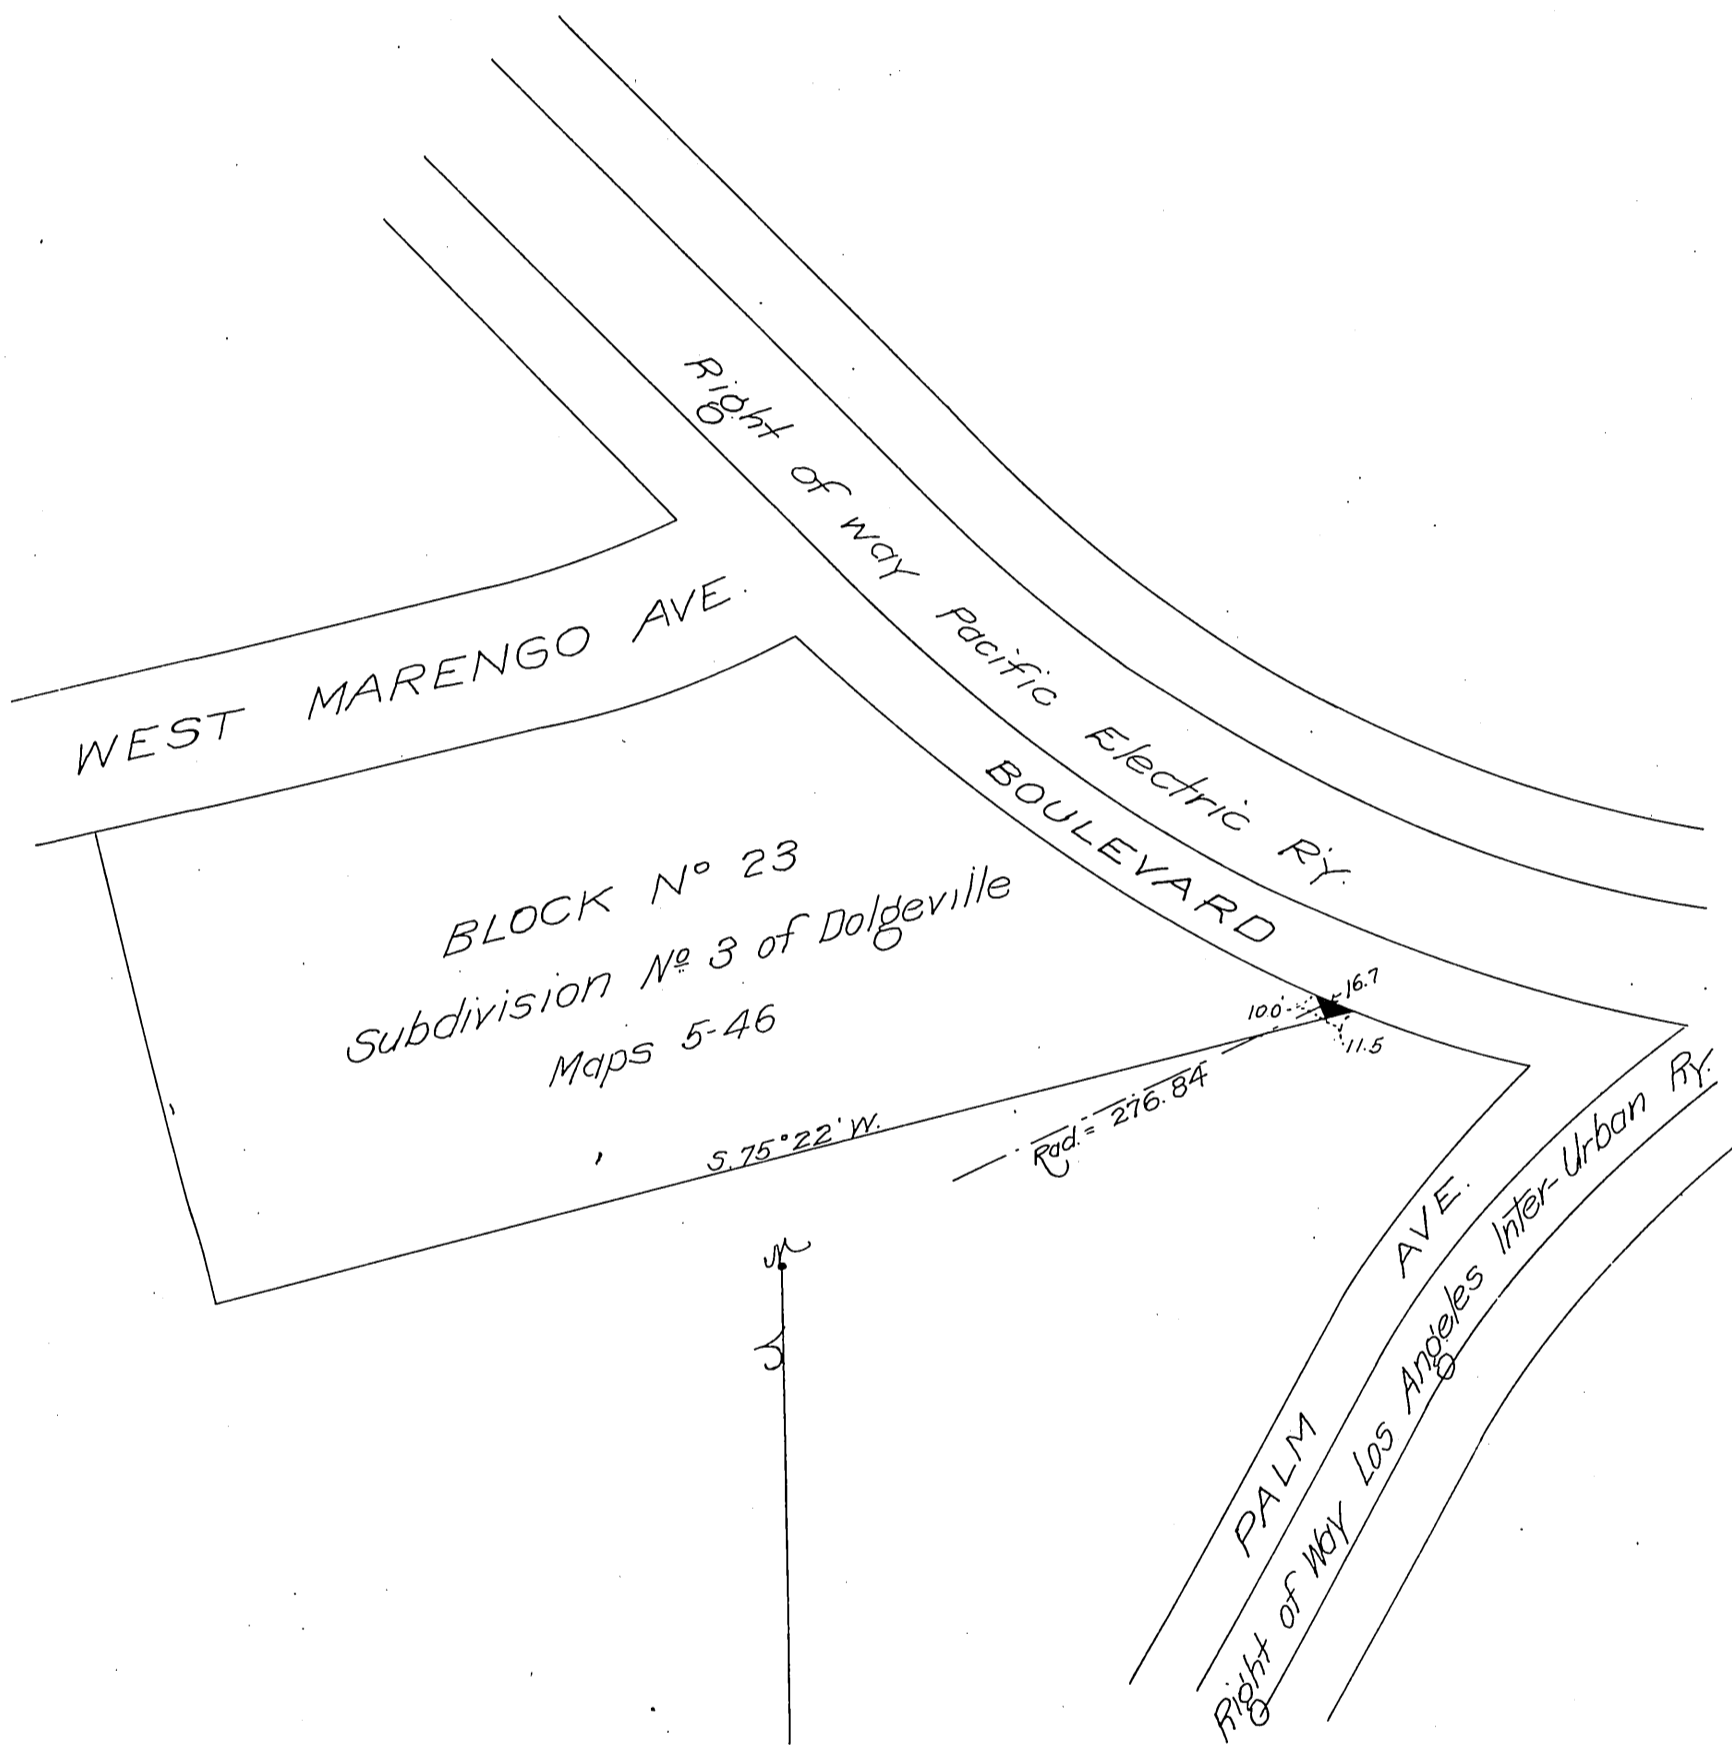 Right of way Pacific Electric R'Y.
WEST MARENGO AVE.
BOULEVARD
BLOCK Nº 23
Subdivision Nº 3 of Dolgeville
Maps 5-46
16.7
10.0
11.5
Rad. = 276.84
S. 75° 22' W.
N
PALM AVE.
Right of Way Los Angeles Inter-Urban Ry.